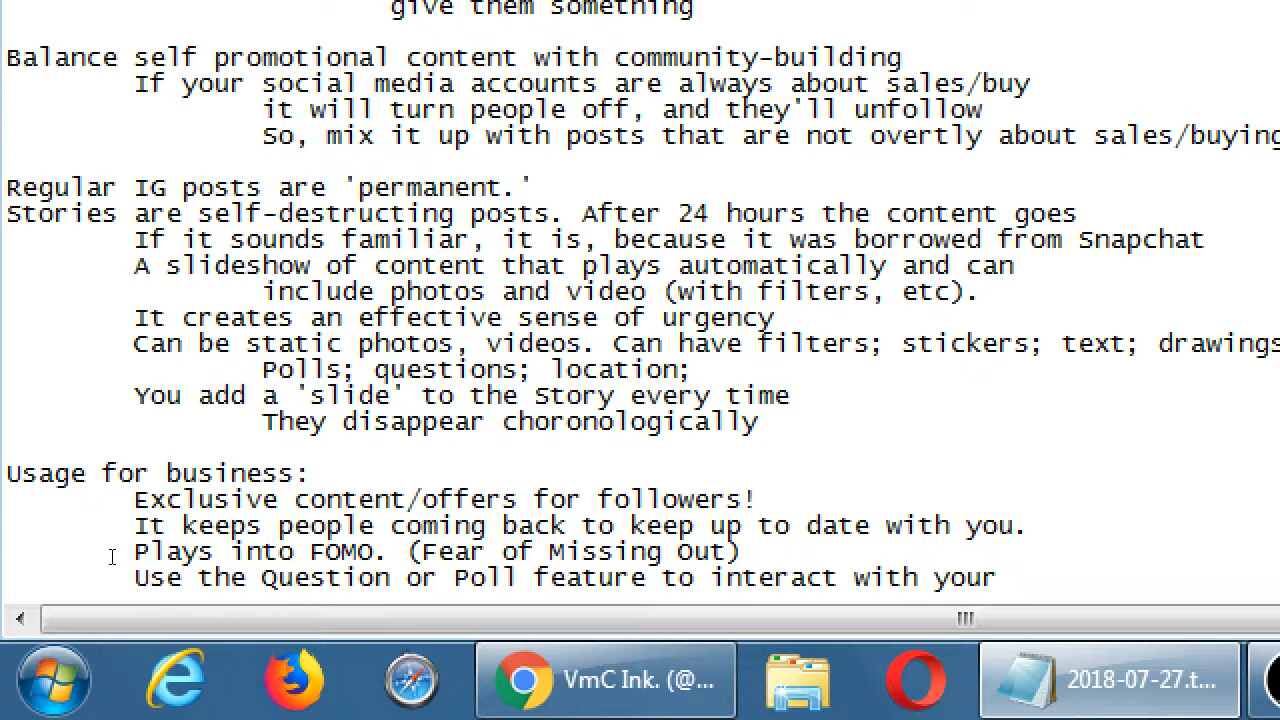 give them something
Balance self promotional content with community-building
If your social media accounts are always about sales/buy
it will turn people off, and they'll unfollow
So, mix it up with posts that are not overtly about sales/buying
Regular IG posts are 'permanent.'
Stories are self-destructing posts. After 24 hours the content goes
If it sounds familiar, it is, because it was borrowed from Snapchat
A slideshow of content that plays automatically and can
include photos and video (with filters, etc).
It creates an effective sense of urgency
Can be static photos, videos. Can have filters; stickers; text; drawings
Polls; questions; location;
You add a 'slide' to the Story every time
They disappear choronologically
Usage for business:
Exclusive content/offers for followers!
It keeps people coming back to keep up to date with you.
Plays into FOMO. (Fear of Missing Out)
Use the Question or Poll feature to interact with your
VmC Ink. (@... 2018-07-27.t...